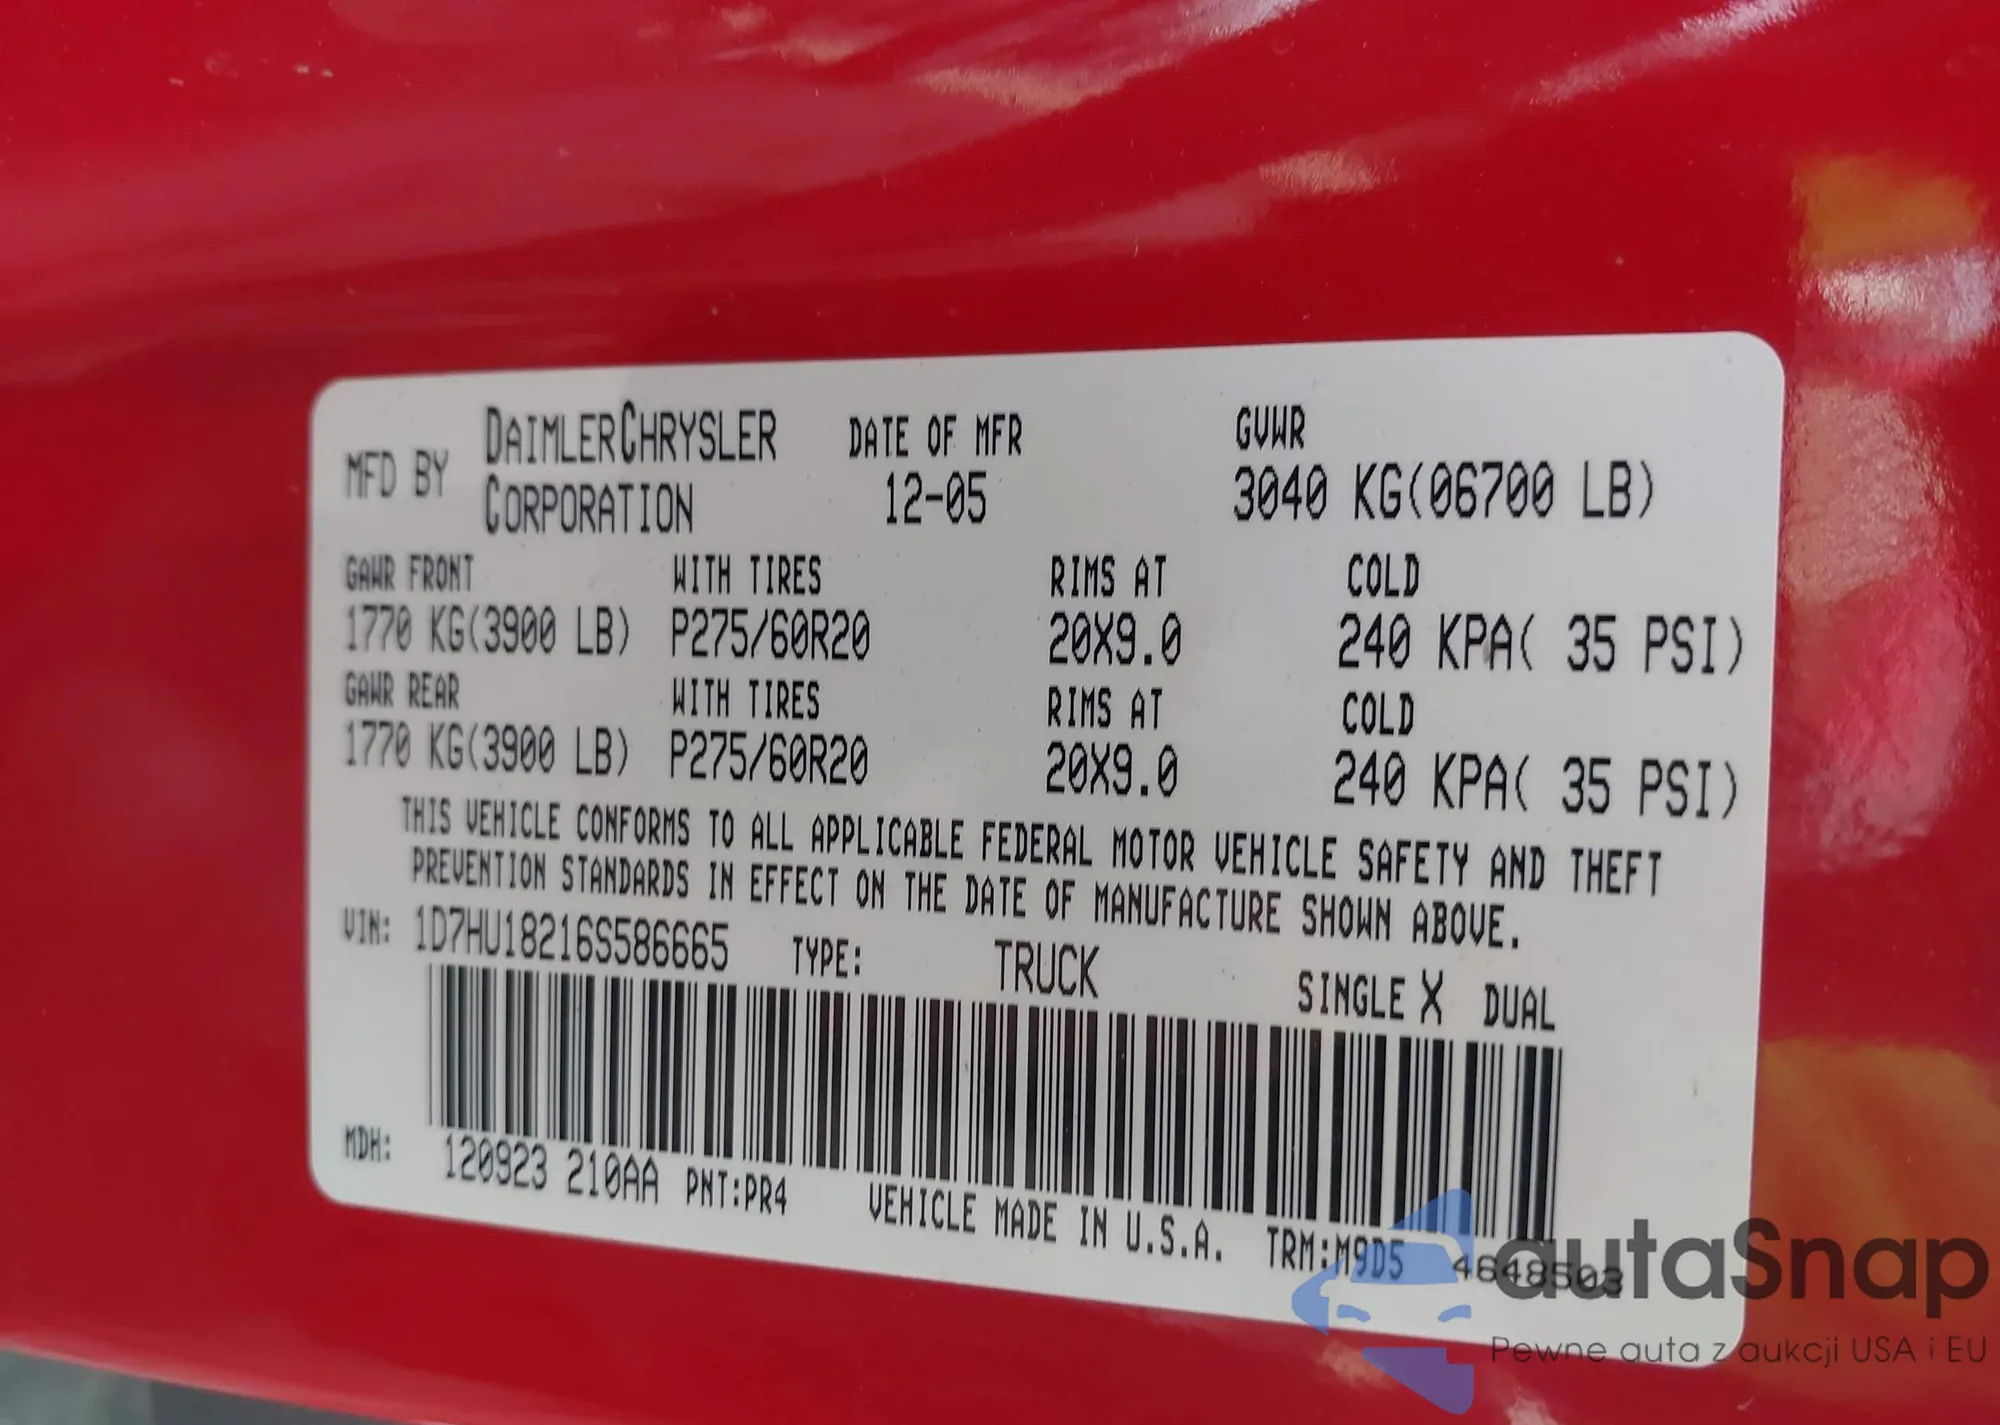 MFD BY DAIMLERCHRYSLER CORPORATION
DATE OF MFR
12-05
GVWR
3040 KG(06700 LB)
GAWR FRONT WITH TIRES RIMS AT COLD
1770 KG(3900 LB) P275/60R20 20X9.0 240 KPA( 35 PSI)
GAWR REAR WITH TIRES RIMS AT COLD
1770 KG(3900 LB) P275/60R20 20X9.0 240 KPA( 35 PSI)
THIS VEHICLE CONFORMS TO ALL APPLICABLE FEDERAL MOTOR VEHICLE SAFETY AND THEFT
PREVENTION STANDARDS IN EFFECT ON THE DATE OF MANUFACTURE SHOWN ABOVE.
VIN: 1D7HU18216S586665 TYPE: TRUCK SINGLE X DUAL
MDH: 120923 210AA PNT:PR4 VEHICLE MADE IN U.S.A. TRM:M9D5 4648503
autaSnap
Pewne auta z aukcji USA i EU